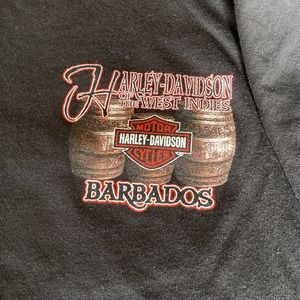 HARLEY-DAVIDSON
OF THE WEST INDIES
MOTOR
HARLEY-DAVIDSON
CYCLES
BARBADOS